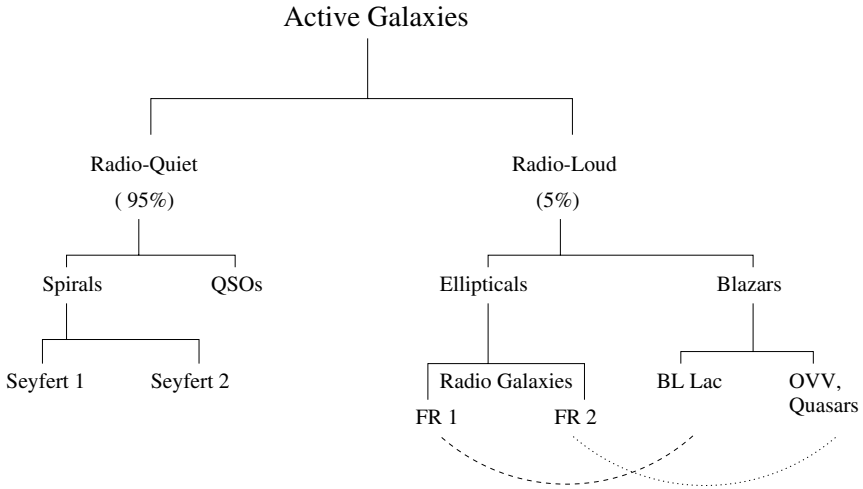 Active Galaxies
Radio-Quiet
( 95%)
Radio-Loud
(5%)
Spirals
QSOs
Ellipticals
Blazars
Seyfert 1
Seyfert 2
Radio Galaxies
FR 1
FR 2
BL Lac
OVV,
Quasars